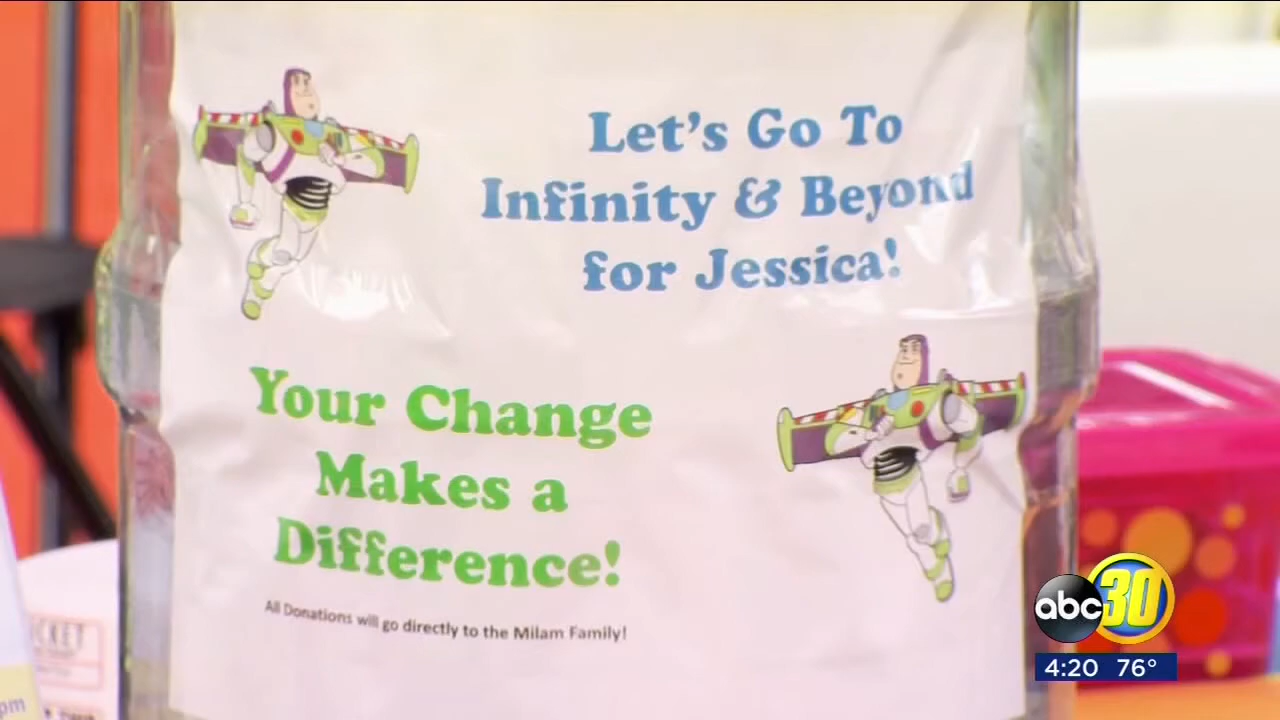 Let's Go To
Infinity & Beyond
for Jessica!
Your Change
Makes a
Difference!
All Donations will go directly to the Milam Family!
pm
abc 30
4:20 76°